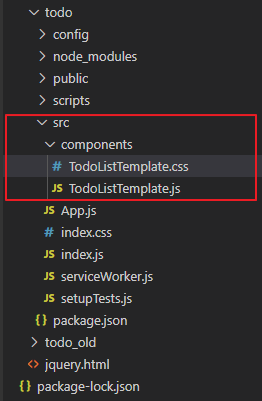 todo
config
node_modules
public
scripts
src
components
# TodoListTemplate.css
JS TodoListTemplate.js
JS App.js
# index.css
JS index.js
JS serviceWorker.js
JS setupTests.js
{} package.json
todo_old
<> jquery.html
{} package-lock.json